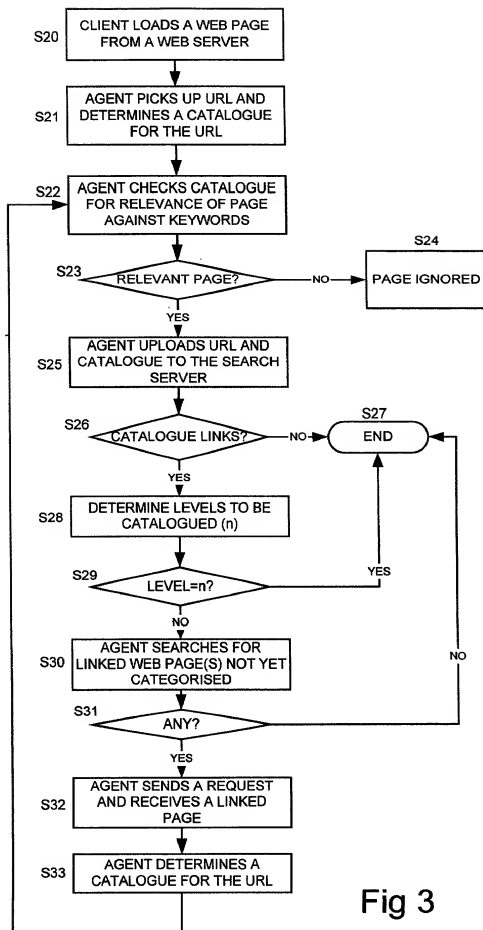 S20
CLIENT LOADS A WEB PAGE
FROM A WEB SERVER
S21
AGENT PICKS UP URL AND
DETERMINES A CATALOGUE
FOR THE URL
S22
AGENT CHECKS CATALOGUE
FOR RELEVANCE OF PAGE
AGAINST KEYWORDS
S23
RELEVANT PAGE?
NO
S24
PAGE IGNORED
YES
S25
AGENT UPLOADS URL AND
CATALOGUE TO THE SEARCH
SERVER
S26
CATALOGUE LINKS?
NO
S27
END
YES
S28
DETERMINE LEVELS TO BE
CATALOGUED (n)
S29
LEVEL=n?
YES
NO
S30
AGENT SEARCHES FOR
LINKED WEB PAGE(S) NOT YET
CATEGORISED
NO
S31
ANY?
YES
S32
AGENT SENDS A REQUEST
AND RECEIVES A LINKED
PAGE
S33
AGENT DETERMINES A
CATALOGUE FOR THE URL
Fig 3